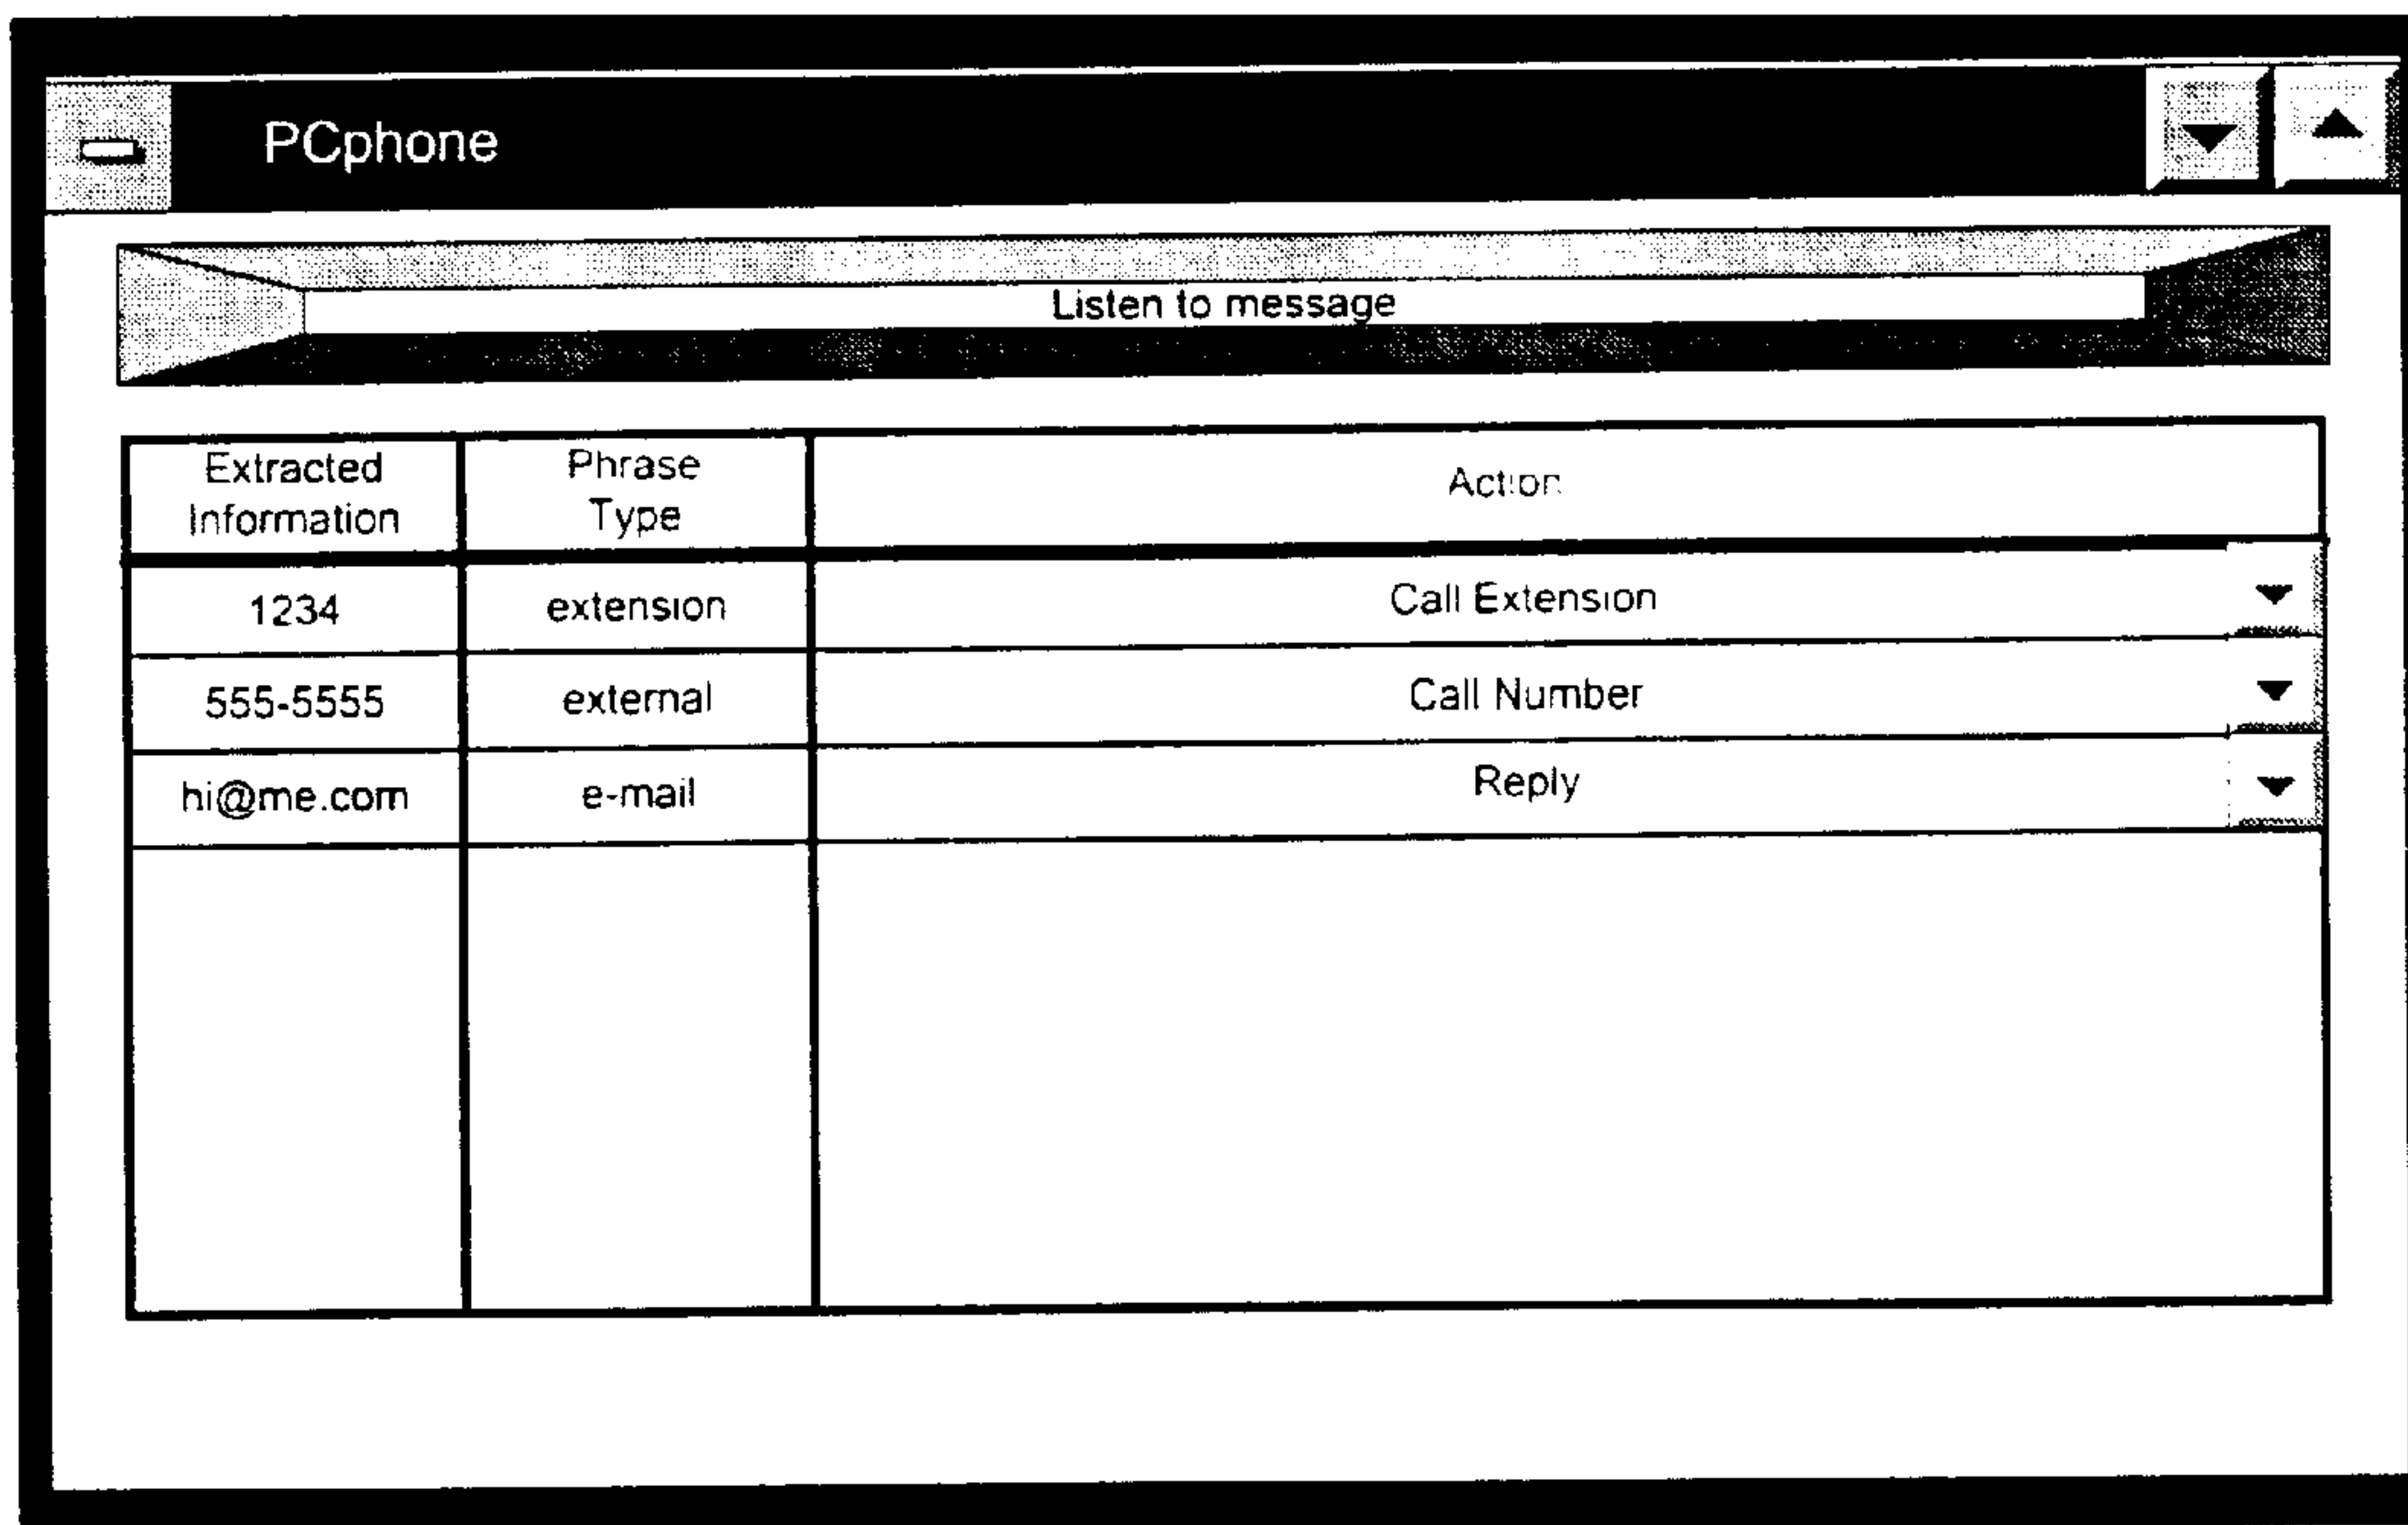 PCphone
Listen to message
Extracted
Information
Phrase
Type
Action
1234
extension
Call Extension
555-5555
external
Call Number
hi@me.com
e-mail
Reply